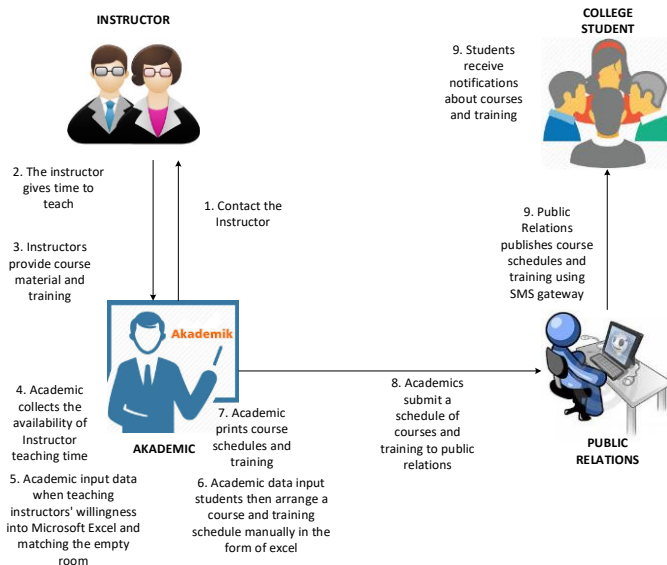 INSTRUCTOR
COLLEGE
STUDENT
9. Students
receive
notifications
about courses
and training
2. The instructor
gives time to
teach
1. Contact the
Instructor
3. Instructors
provide course
material and
training
9. Public
Relations
publishes course
schedules and
training using
SMS gateway
Akademik
4. Academic
collects the
availability of
Instructor
teaching time
AKADEMIC
7. Academic
prints course
schedules and
training
8. Academics
submit a
schedule of
courses and
training to public
relations
PUBLIC
RELATIONS
5. Academic input data
when teaching
instructors' willingness
into Microsoft Excel and
matching the empty
room
6. Academic data input
students then arrange a
course and training
schedule manually in the
form of excel